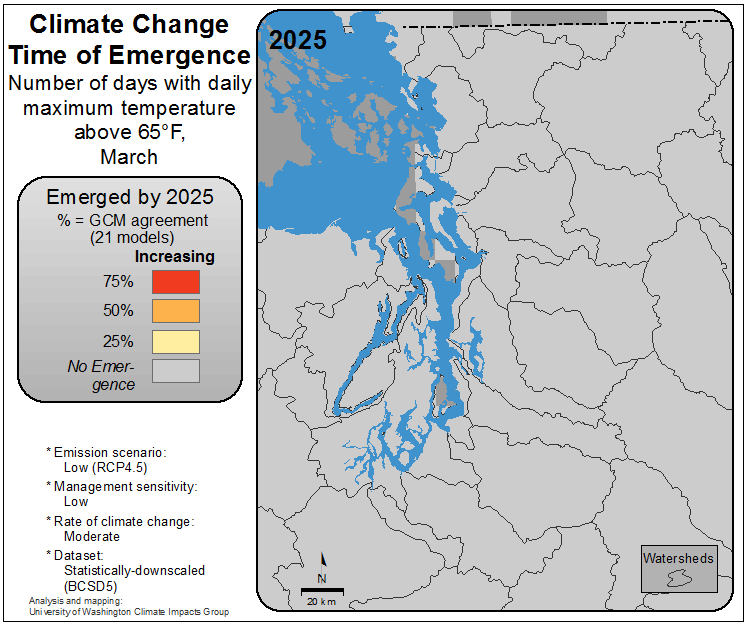 Climate Change
Time of Emergence
Number of days with daily
maximum temperature
above 65°F,
March
Emerged by 2025
% = GCM agreement
(21 models)
Increasing
75%
50%
25%
No Emer-
gence
* Emission scenario:
Low (RCP4.5)
* Management sensitivity:
Low
* Rate of climate change:
Moderate
* Dataset:
Statistically-downscaled
(BCSD5)
Analysis and mapping:
University of Washington Climate Impacts Group
2025
N
20 km
Watersheds